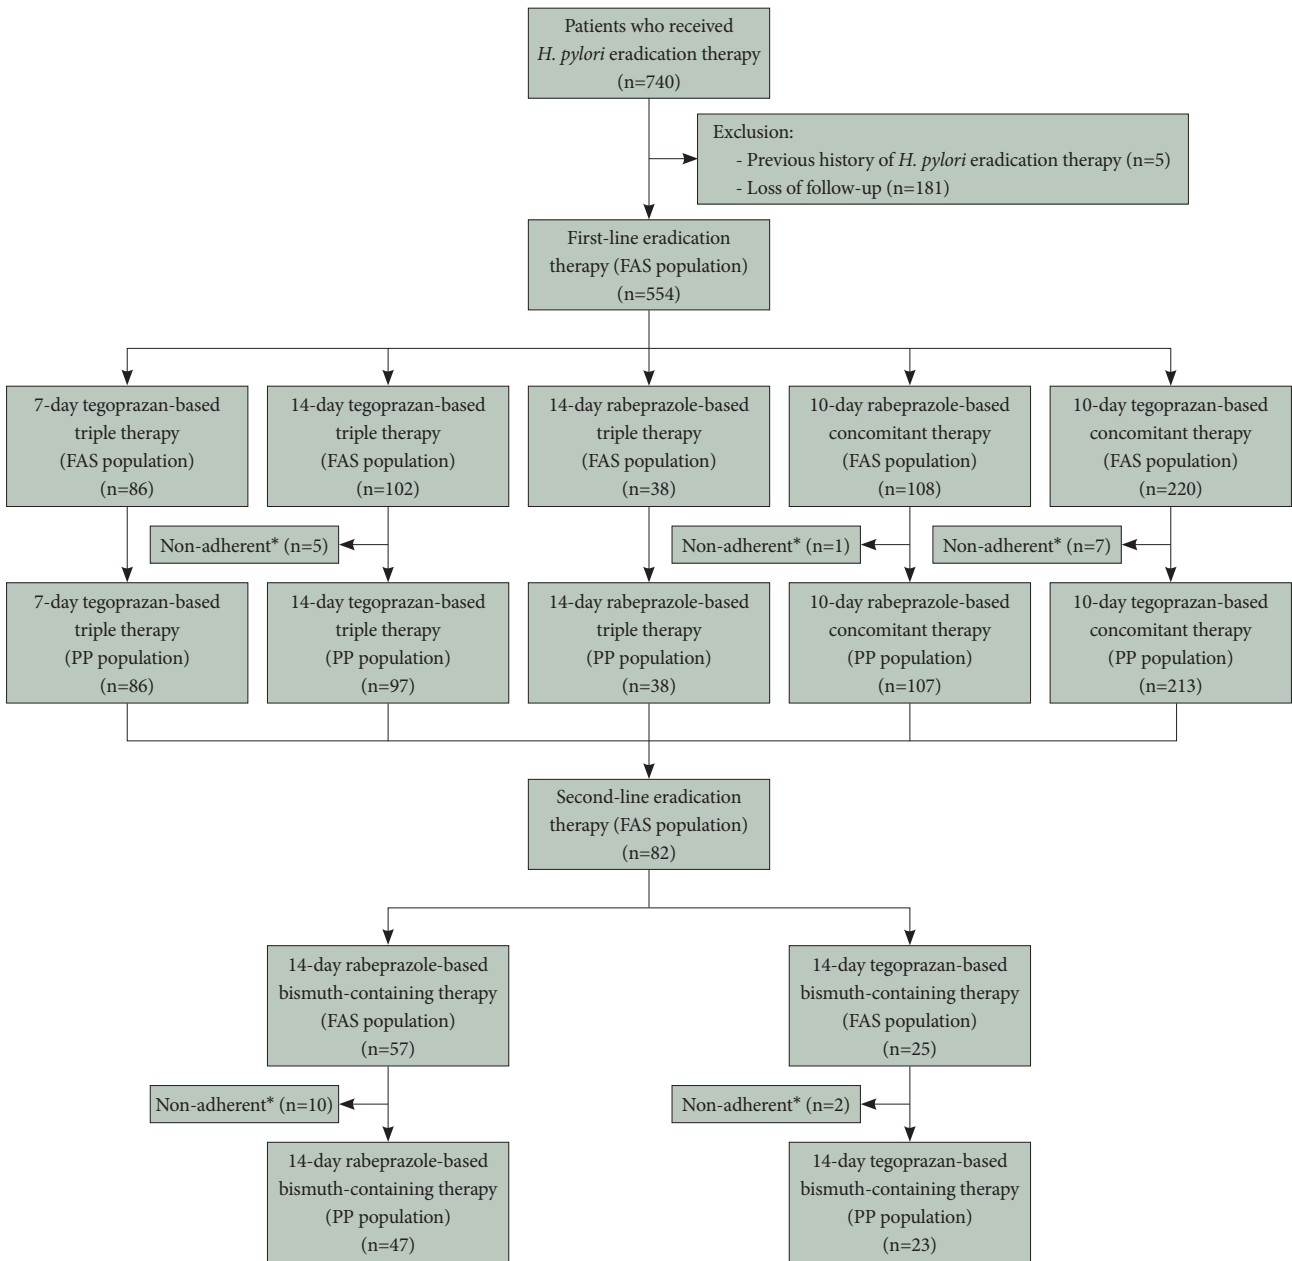 Patients who received
H. pylori eradication therapy
(n=740)
Exclusion:
- Previous history of H. pylori eradication therapy (n=5)
- Loss of follow-up (n=181)
First-line eradication
therapy (FAS population)
(n=554)
7-day tegoprazan-based
triple therapy
(FAS population)
(n=86)
14-day tegoprazan-based
triple therapy
(FAS population)
(n=102)
14-day rabeprazole-based
triple therapy
(FAS population)
(n=38)
10-day rabeprazole-based
concomitant therapy
(FAS population)
(n=108)
10-day tegoprazan-based
concomitant therapy
(FAS population)
(n=220)
Non-adherent* (n=5)
Non-adherent* (n=1)
Non-adherent* (n=7)
7-day tegoprazan-based
triple therapy
(PP population)
(n=86)
14-day tegoprazan-based
triple therapy
(PP population)
(n=97)
14-day rabeprazole-based
triple therapy
(PP population)
(n=38)
10-day rabeprazole-based
concomitant therapy
(PP population)
(n=107)
10-day tegoprazan-based
concomitant therapy
(PP population)
(n=213)
Second-line eradication
therapy (FAS population)
(n=82)
14-day rabeprazole-based
bismuth-containing therapy
(FAS population)
(n=57)
14-day tegoprazan-based
bismuth-containing therapy
(FAS population)
(n=25)
Non-adherent* (n=10)
Non-adherent* (n=2)
14-day rabeprazole-based
bismuth-containing therapy
(PP population)
(n=47)
14-day tegoprazan-based
bismuth-containing therapy
(PP population)
(n=23)